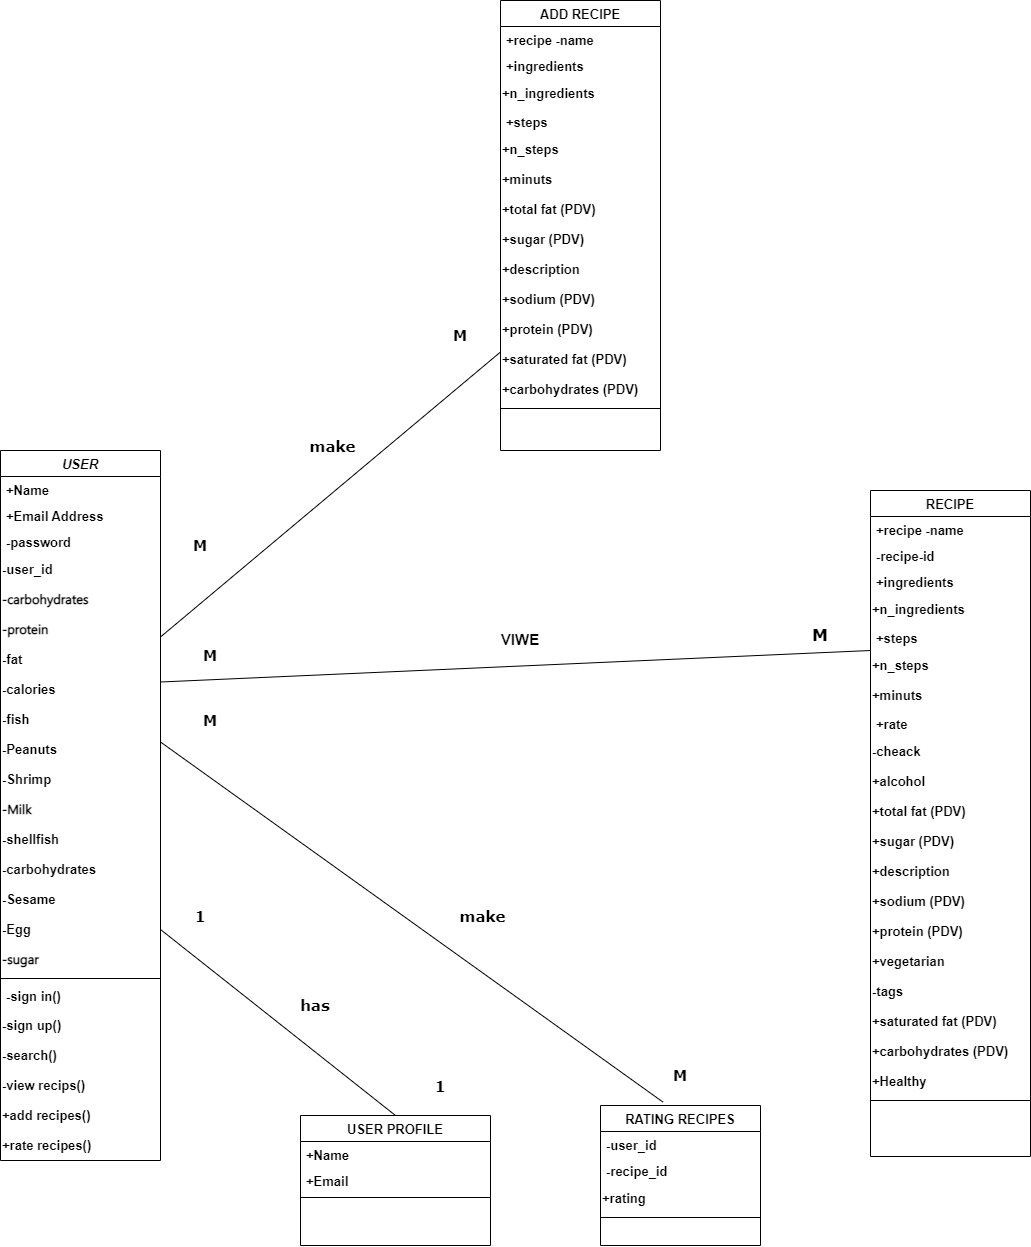 ADD RECIPE
+recipe -name
+ingredients
+n_ingredients
+steps
+n_steps
+minuts
+total fat (PDV)
+sugar (PDV)
+description
+sodium (PDV)
+protein (PDV)
+saturated fat (PDV)
+carbohydrates (PDV)
M
make
M
USER
+Name
+Email Address
-password
-user_id
-carbohydrates
-protein
-fat
-calories
-fish
-Peanuts
-Shrimp
-Milk
-shellfish
-carbohydrates
-Sesame
-Egg
-sugar
-sign in()
-sign up()
-search()
-view recips()
+add recipes()
+rate recipes()
M
VIWE
M
RECIPE
+recipe -name
-recipe-id
+ingredients
+n_ingredients
+steps
+n_steps
+minuts
+rate
-cheack
+alcohol
+total fat (PDV)
+sugar (PDV)
+description
+sodium (PDV)
+protein (PDV)
+vegetarian
-tags
+saturated fat (PDV)
+carbohydrates (PDV)
+Healthy
M
make
M
1
has
1
USER PROFILE
+Name
+Email
RATING RECIPES
-user_id
-recipe_id
+rating